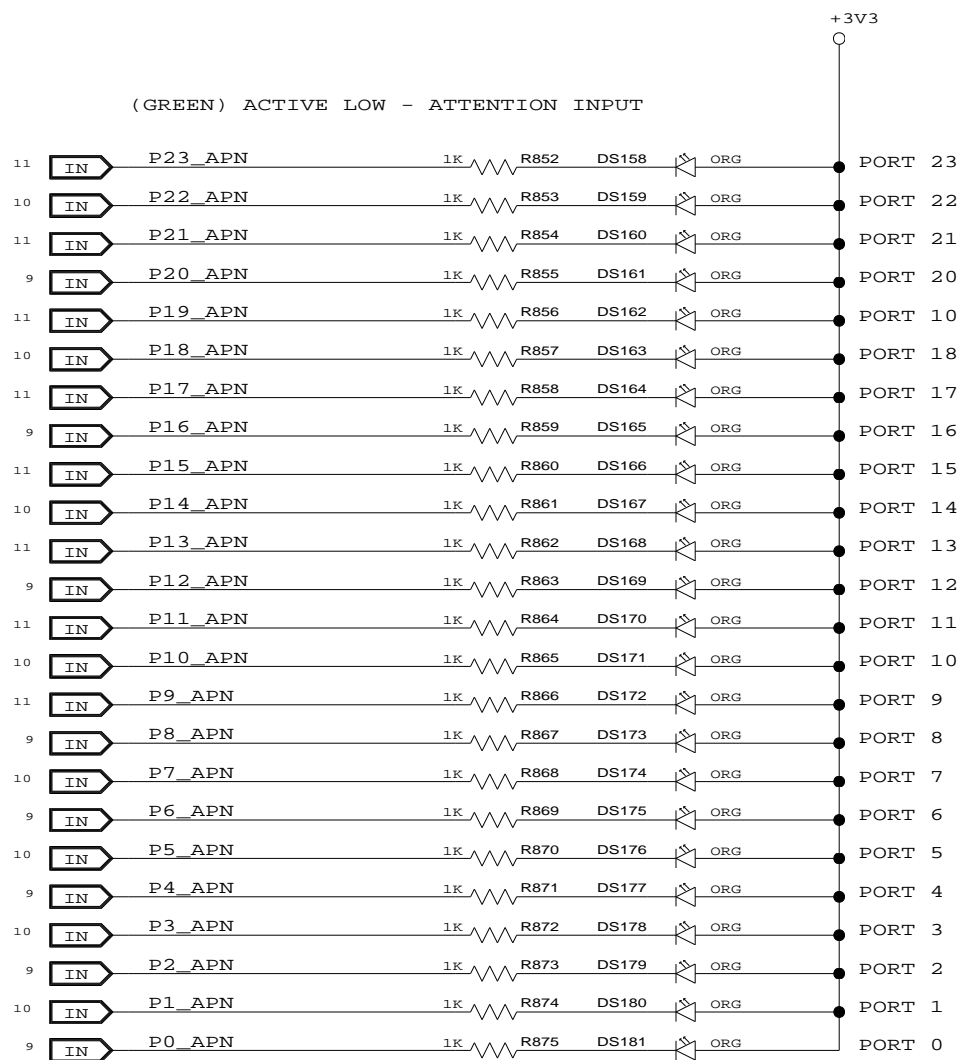 +3V3
(GREEN) ACTIVE LOW - ATTENTION INPUT
11 IN P23_APN 1K R852 DS158 ORG PORT 23
10 IN P22_APN 1K R853 DS159 ORG PORT 22
11 IN P21_APN 1K R854 DS160 ORG PORT 21
9 IN P20_APN 1K R855 DS161 ORG PORT 20
11 IN P19_APN 1K R856 DS162 ORG PORT 10
10 IN P18_APN 1K R857 DS163 ORG PORT 18
11 IN P17_APN 1K R858 DS164 ORG PORT 17
9 IN P16_APN 1K R859 DS165 ORG PORT 16
11 IN P15_APN 1K R860 DS166 ORG PORT 15
10 IN P14_APN 1K R861 DS167 ORG PORT 14
11 IN P13_APN 1K R862 DS168 ORG PORT 13
9 IN P12_APN 1K R863 DS169 ORG PORT 12
11 IN P11_APN 1K R864 DS170 ORG PORT 11
10 IN P10_APN 1K R865 DS171 ORG PORT 10
11 IN P9_APN 1K R866 DS172 ORG PORT 9
9 IN P8_APN 1K R867 DS173 ORG PORT 8
10 IN P7_APN 1K R868 DS174 ORG PORT 7
9 IN P6_APN 1K R869 DS175 ORG PORT 6
10 IN P5_APN 1K R870 DS176 ORG PORT 5
9 IN P4_APN 1K R871 DS177 ORG PORT 4
10 IN P3_APN 1K R872 DS178 ORG PORT 3
9 IN P2_APN 1K R873 DS179 ORG PORT 2
10 IN P1_APN 1K R874 DS180 ORG PORT 1
9 IN P0_APN 1K R875 DS181 ORG PORT 0